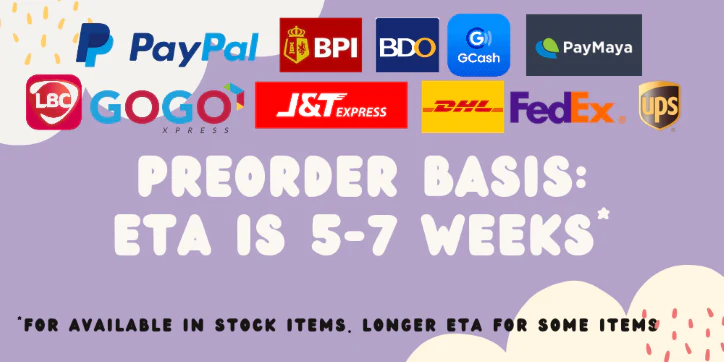 PayPal BPI BDO G GCash PayMaya
LBC GOGO XPRESS J&T EXPRESS DHL FedEx ® ups
PREORDER BASIS:
ETA IS 5-7 WEEKS*
*FOR AVAILABLE IN STOCK ITEMS. LONGER ETA FOR SOME ITEMS